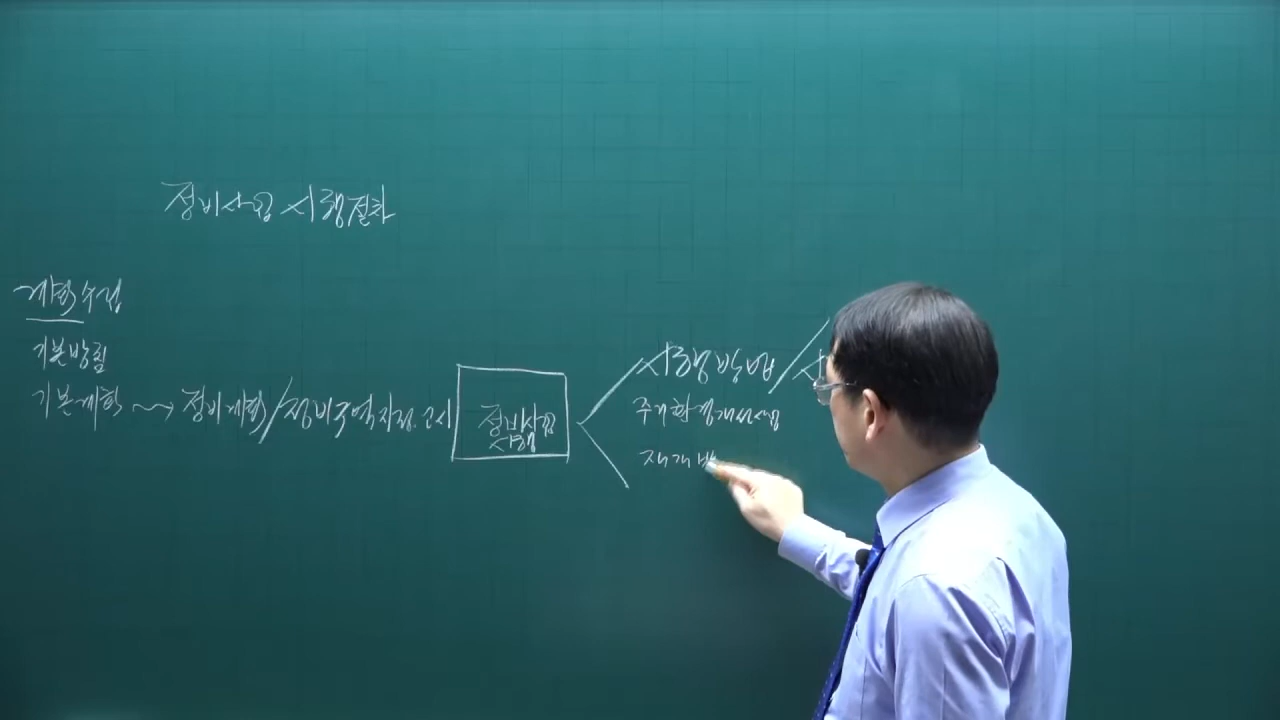 정비사업 시행절차
계획수립
기본방침
기본계획 → 정비계획/정비구역지정.고시
정비사업
시행
시행방법/시
주거환경개선사업
재개발